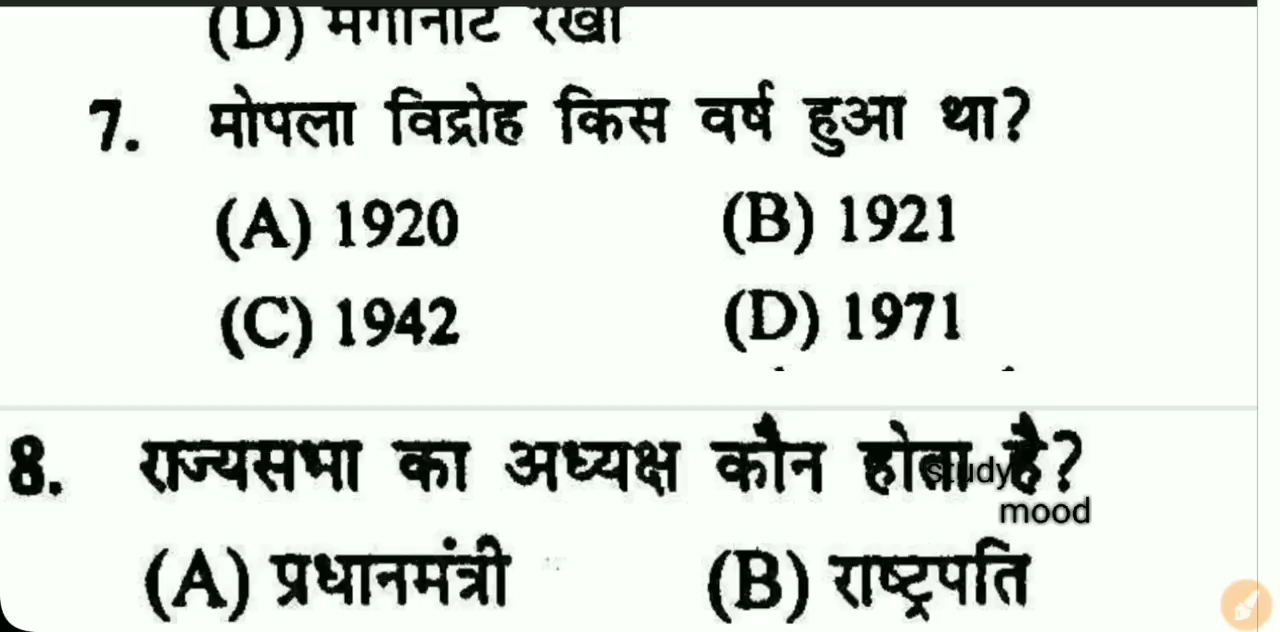 (D) मैगीनॉट रेखा
7. मोपला विद्रोह किस वर्ष हुआ था?
(A) 1920 (B) 1921
(C) 1942 (D) 1971
8. राज्यसभा का अध्यक्ष कौन होता है?
study
mood
(A) प्रधानमंत्री (B) राष्ट्रपति